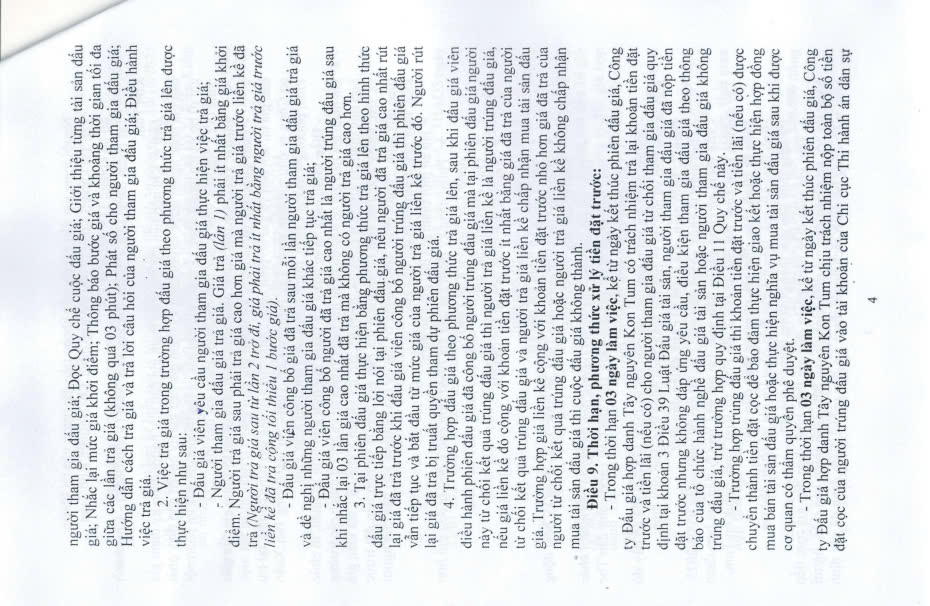 người tham gia đấu giá; Đọc Quy chế cuộc đấu giá; Giới thiệu từng tài sản đấu
giá; Nhắc lại mức giá khởi điểm; Thông báo bước giá và khoảng thời gian tối đa
giữa các lần trả giá (không quá 03 phút); Phát số cho người tham gia đấu giá;
Hướng dẫn cách trả giá và trả lời câu hỏi của người tham gia đấu giá; Điều hành
việc trả giá.
2. Việc trả giá trong trường hợp đấu giá theo phương thức trả giá lên được
thực hiện như sau:
- Đấu giá viên yêu cầu người tham gia đấu giá thực hiện việc trả giá;
- Người tham gia đấu giá trả giá. Giá trả (lần 1) phải ít nhất bằng giá khởi
điểm. Người trả giá sau phải trả giá cao hơn giá mà người trả giá trước liền kề đã
trả (Người trả giá sau từ lần 2 trở đi, giá phải trả ít nhất bằng người trả giá trước
liền kề đã trả cộng tối thiểu 1 bước giá).
- Đấu giá viên công bố giá đã trả sau mỗi lần người tham gia đấu giá trả giá
và đề nghị những người tham gia đấu giá khác tiếp tục trả giá;
- Đấu giá viên công bố người đã trả giá cao nhất là người trúng đấu giá sau
khi nhắc lại 03 lần giá cao nhất đã trả mà không có người trả giá cao hơn.
3. Tại phiên đấu giá thực hiện bằng phương thức trả giá lên theo hình thức
đấu giá trực tiếp bằng lời nói tại phiên đấu giá, nếu người đã trả giá cao nhất rút
lại giá đã trả trước khi đấu giá viên công bố người trúng đấu giá thì phiên đấu giá
vẫn tiếp tục và bắt đầu từ mức giá của người trả giá liền kề trước đó. Người rút
lại giá đã trả bị truất quyền tham dự phiên đấu giá.
4. Trường hợp đấu giá theo phương thức trả giá lên, sau khi đấu giá viên
điều hành phiên đấu giá đã công bố người trúng đấu giá mà tại phiên đấu giá người
này từ chối kết quả trúng đấu giá thì người trả giá liền kề là người trúng đấu giá,
nếu giá liền kề đó cộng với khoản tiền đặt trước ít nhất bằng giá đã trả của người
từ chối kết quả trúng đấu giá và người trả giá liền kề chấp nhận mua tài sản đấu
giá. Trường hợp giá liền kề cộng với khoản tiền đặt trước nhỏ hơn giá đã trả của
người từ chối kết quả trúng đấu giá hoặc người trả giá liền kề không chấp nhận
mua tài sản đấu giá thì cuộc đấu giá không thành.
Điều 9. Thời hạn, phương thức xử lý tiền đặt trước:
- Trong thời hạn 03 ngày làm việc, kể từ ngày kết thúc phiên đấu giá, Công
ty Đấu giá hợp danh Tây nguyên Kon Tum có trách nhiệm trả lại khoản tiền đặt
trước và tiền lãi (nếu có) cho người tham gia đấu giá từ chối tham gia đấu giá quy
định tại khoản 3 Điều 39 Luật Đấu giá tài sản, người tham gia đấu giá đã nộp tiền
đặt trước nhưng không đáp ứng yêu cầu, điều kiện tham gia đấu giá theo thông
báo của tổ chức hành nghề đấu giá tài sản hoặc người tham gia đấu giá không
trúng đấu giá, trừ trường hợp quy định tại Điều 11 Quy chế này.
- Trường hợp trúng đấu giá thì khoản tiền đặt trước và tiền lãi (nếu có) được
chuyển thành tiền đặt cọc để bảo đảm thực hiện giao kết hoặc thực hiện hợp đồng
mua bán tài sản đấu giá hoặc thực hiện nghĩa vụ mua tài sản đấu giá sau khi được
cơ quan có thẩm quyền phê duyệt.
- Trong thời hạn 03 ngày làm việc, kể từ ngày kết thúc phiên đấu giá, Công
ty Đấu giá hợp danh Tây nguyên Kon Tum chịu trách nhiệm nộp toàn bộ số tiền
đặt cọc của người trúng đấu giá vào tài khoản của Chi cục Thi hành án dân sự
4